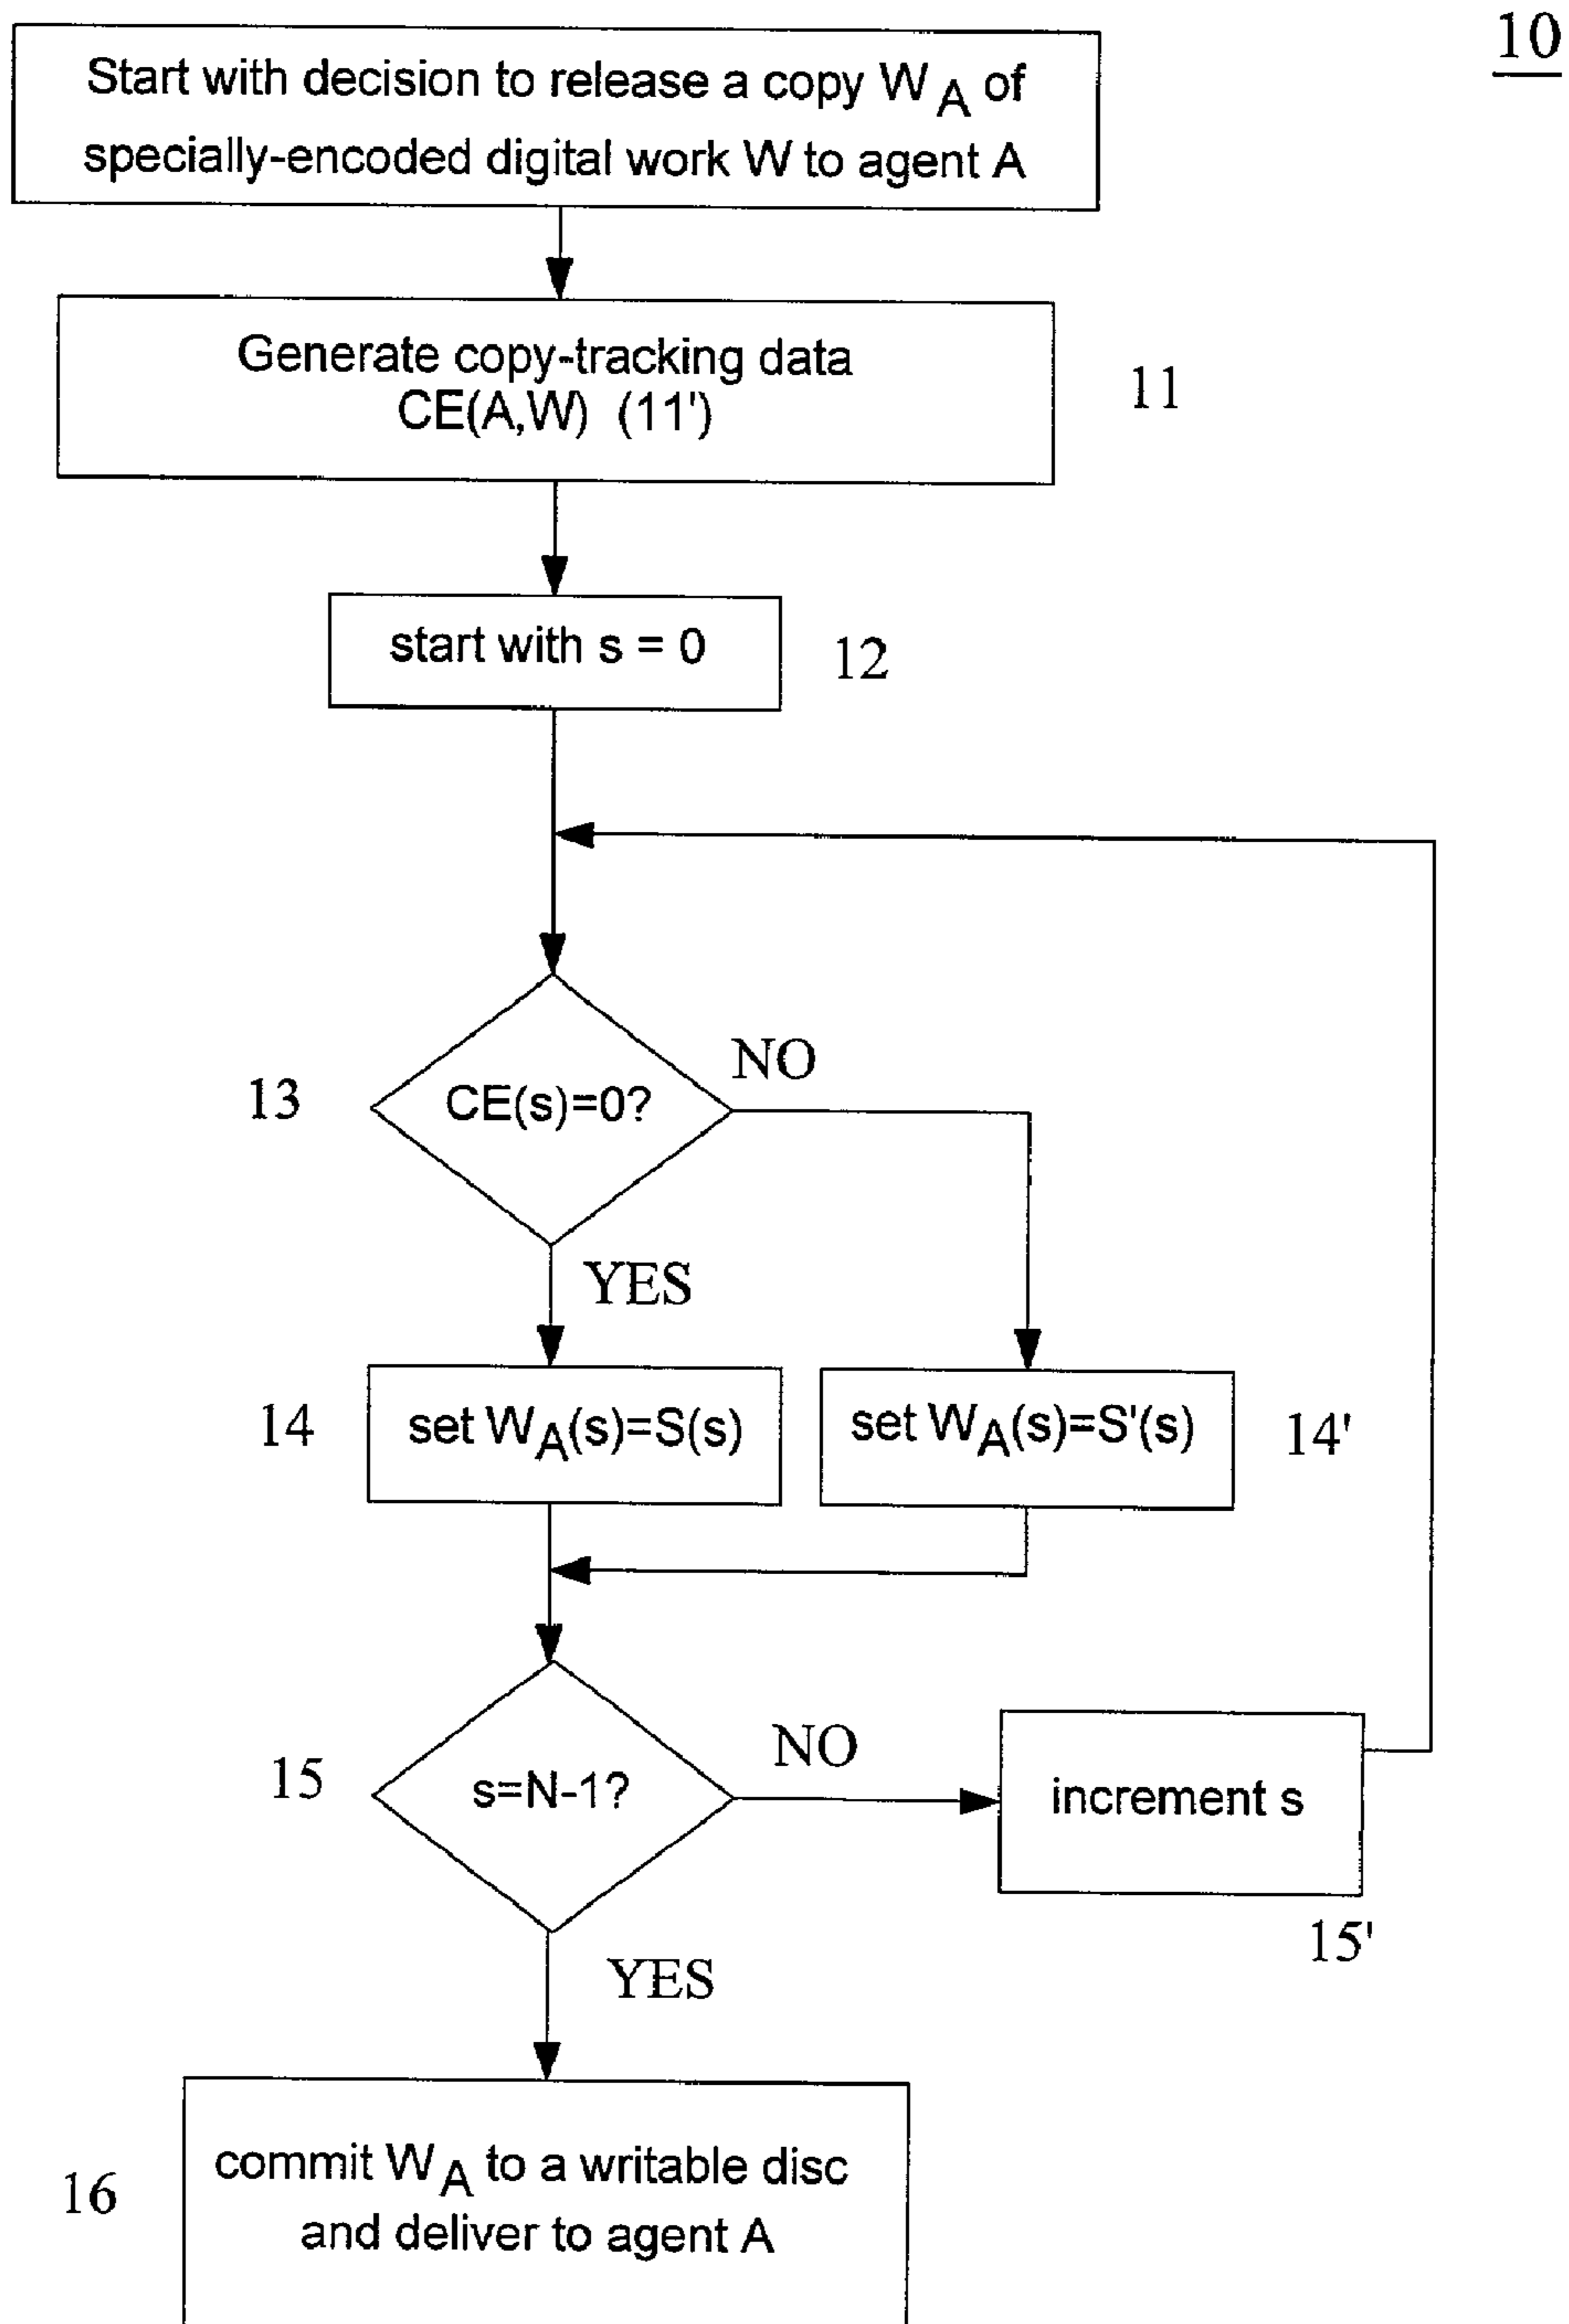 10
Start with decision to release a copy W A of
specially-encoded digital work W to agent A
Generate copy-tracking data
CE(A,W) (11')
11
start with s = 0
12
13
CE(s)=0?
NO
YES
14
set WA(s)=S(s)
set WA(s)=S'(s)
14'
15
s=N-1?
NO
increment s
15'
YES
16
commit WA to a writable disc
and deliver to agent A